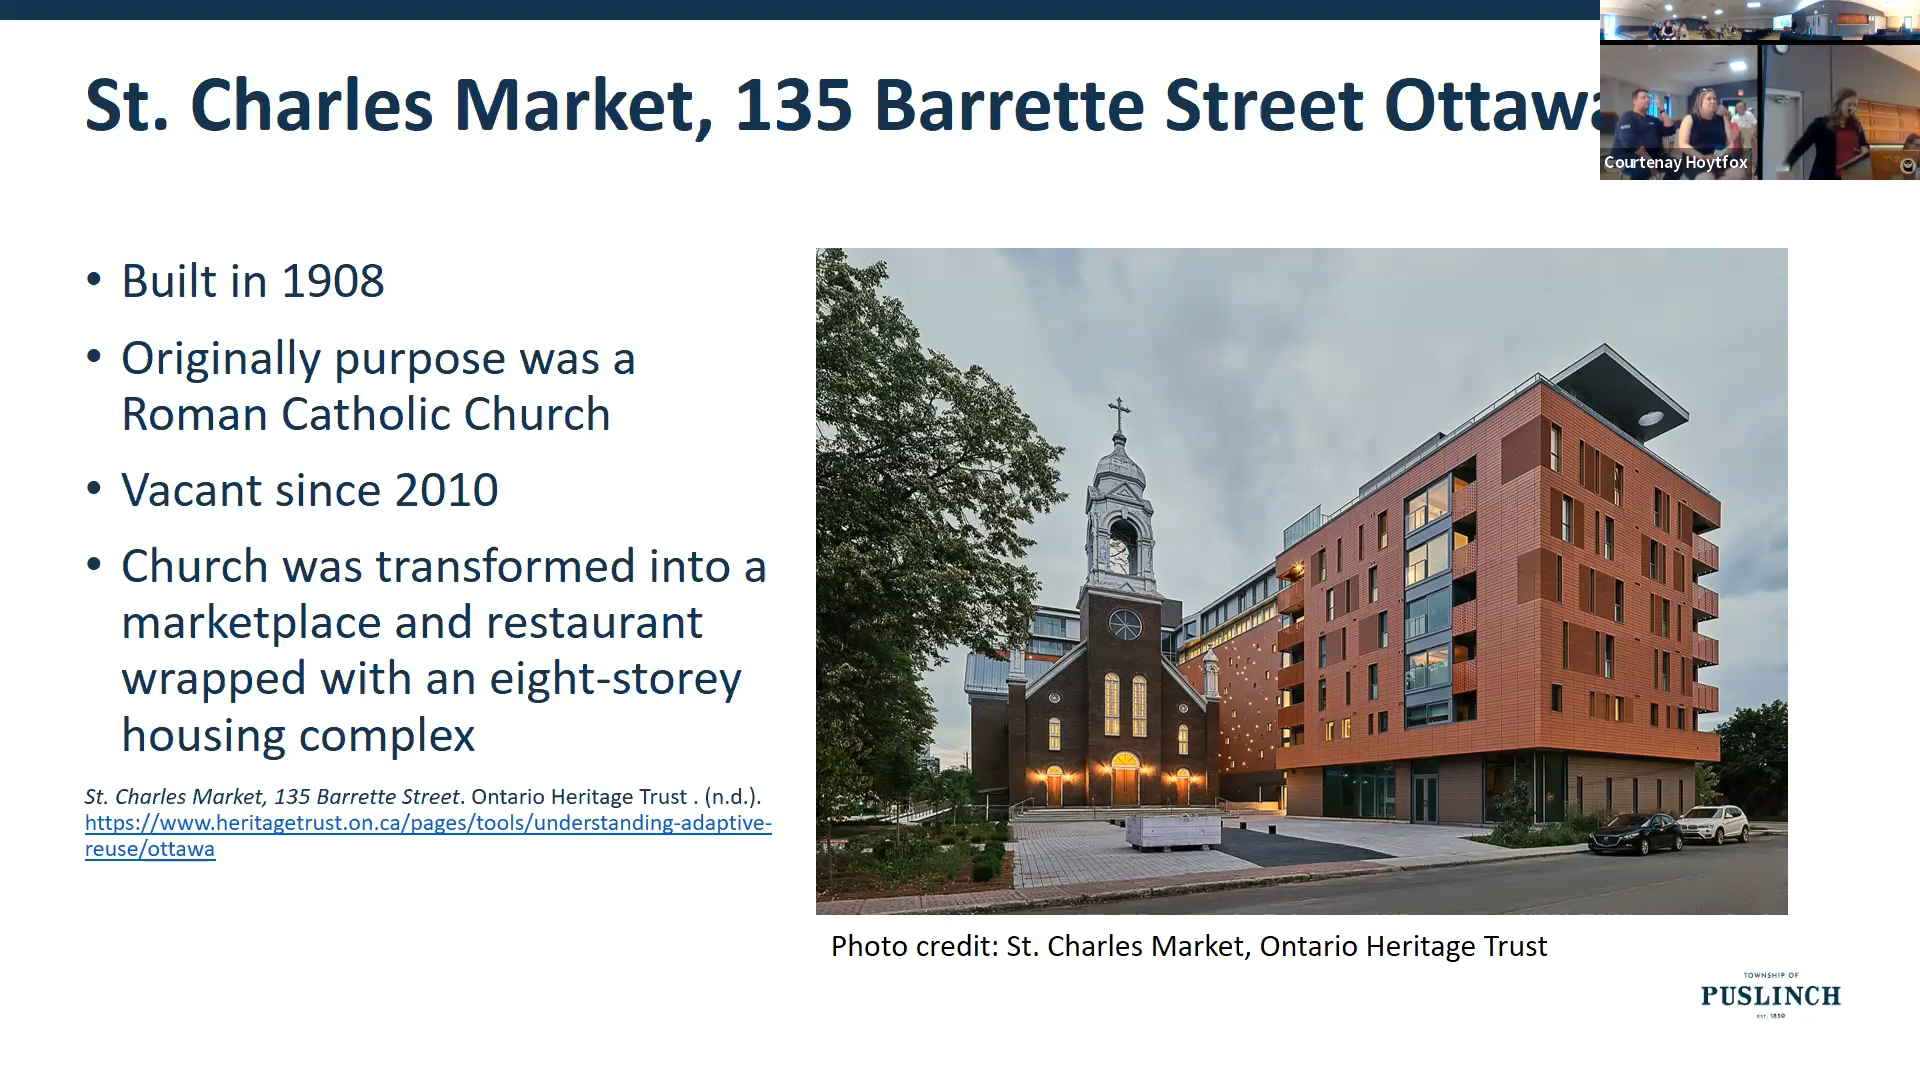 St. Charles Market, 135 Barrette Street Ottawa
Courtenay Hoytfox
• Built in 1908
• Originally purpose was a
Roman Catholic Church
• Vacant since 2010
• Church was transformed into a
marketplace and restaurant
wrapped with an eight-storey
housing complex
St. Charles Market, 135 Barrette Street. Ontario Heritage Trust . (n.d.).
https://www.heritagetrust.on.ca/pages/tools/understanding-adaptive-
reuse/ottawa
Photo credit: St. Charles Market, Ontario Heritage Trust
TOWNSHIP OF
PUSLINCH
EST. 1850